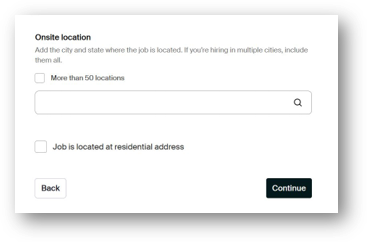 Onsite location
Add the city and state where the job is located. If you're hiring in multiple cities, include
them all.
More than 50 locations
Job is located at residential address
Back
Continue